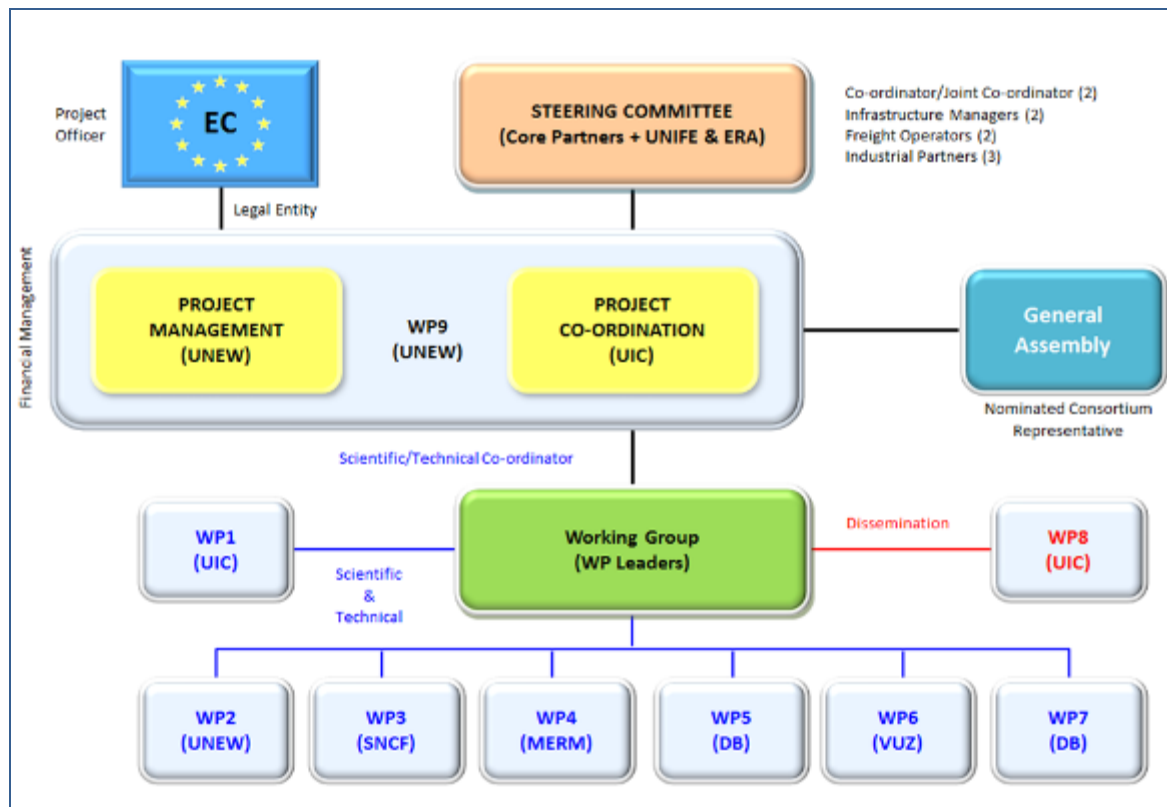 Project
Officer
EC
STEERING COMMITTEE
(Core Partners + UNIFE & ERA)
Co-ordinator/Joint Co-ordinator (2)
Infrastructure Managers (2)
Freight Operators (2)
Industrial Partners (3)
Legal Entity
Financial Management
PROJECT
MANAGEMENT
(UNEW)
WP9
(UNEW)
PROJECT
CO-ORDINATION
(UIC)
General
Assembly
Nominated Consortium
Representative
Scientific/Technical Co-ordinator
WP1
(UIC)
Scientific
&
Technical
Working Group
(WP Leaders)
Dissemination
WP8
(UIC)
WP2
(UNEW)
WP3
(SNCF)
WP4
(MERM)
WP5
(DB)
WP6
(VUZ)
WP7
(DB)